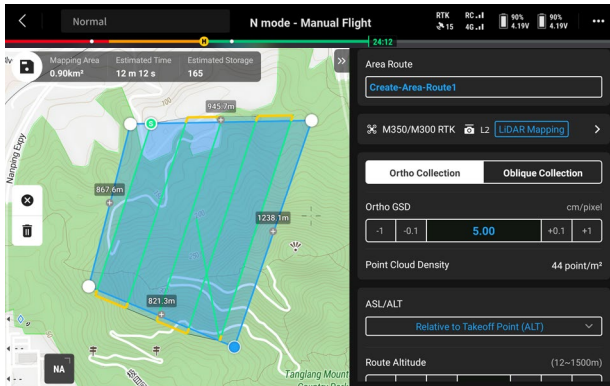 Normal
N mode - Manual Flight
RTK
15
RC
4G
90%
4.19V
90%
4.19V
24:12
H
Mapping Area
0.90km²
Estimated Time
12 m 12 s
Estimated Storage
165
Area Route
Create-Area-Route1
945.7m
S
M350/M300 RTK
L2
LiDAR Mapping
Nanping Expy
100
Ortho Collection
Oblique Collection
867.6m
Ortho GSD
cm/pixel
1238.1m
-1
-0.1
5.00
+0.1
+1
Point Cloud Density
44 point/m²
821.3m
ASL/ALT
Relative to Takeoff Point (ALT)
NA
Tanglang Mount
Country Park
Route Altitude
(12~1500m)